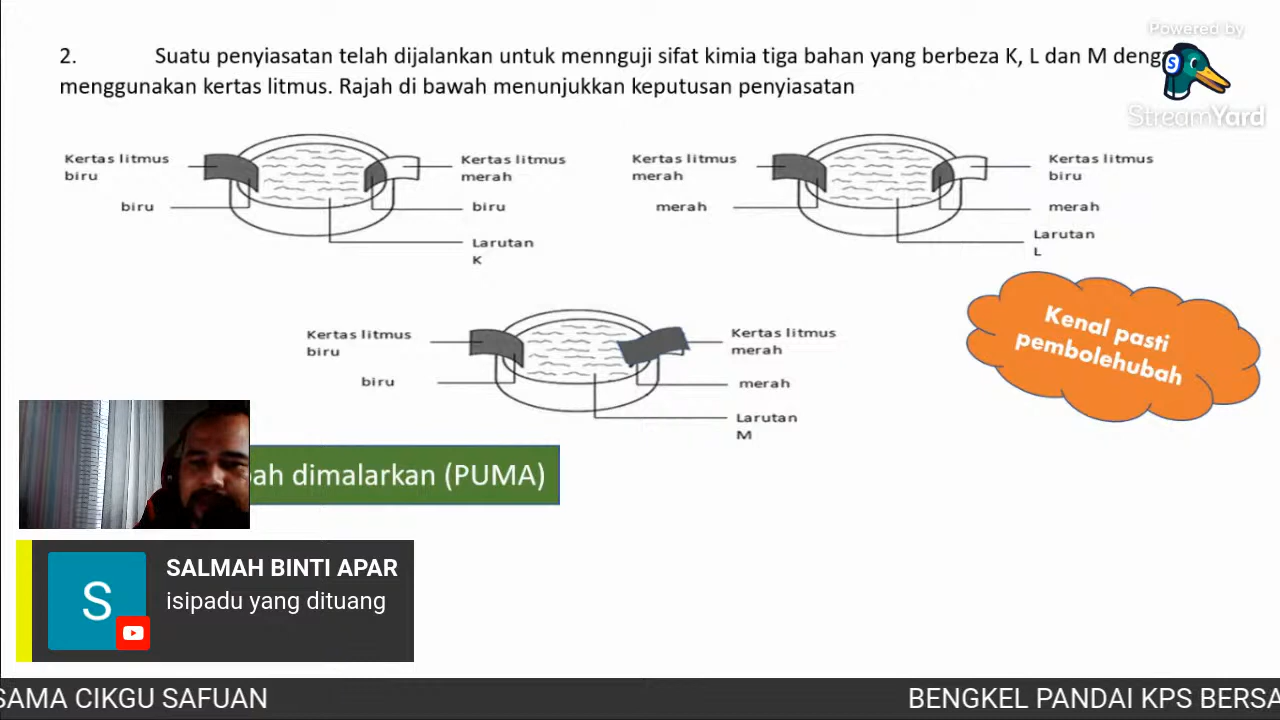 Powered by
StreamYard
2. Suatu penyiasatan telah dijalankan untuk mennguji sifat kimia tiga bahan yang berbeza K, L dan M denga
menggunakan kertas litmus. Rajah di bawah menunjukkan keputusan penyiasatan
Kertas litmus
biru
biru
Kertas litmus
merah
biru
Larutan
K
Kertas litmus
merah
merah
Kertas litmus
biru
merah
Larutan
L
Kertas litmus
biru
biru
Kertas litmus
merah
merah
Larutan
M
Kenal pasti
pembolehubah
ah dimalarkan (PUMA)
S
SALMAH BINTI APAR
isipadu yang dituang
SAMA CIKGU SAFUAN
BENGKEL PANDAI KPS BERSA